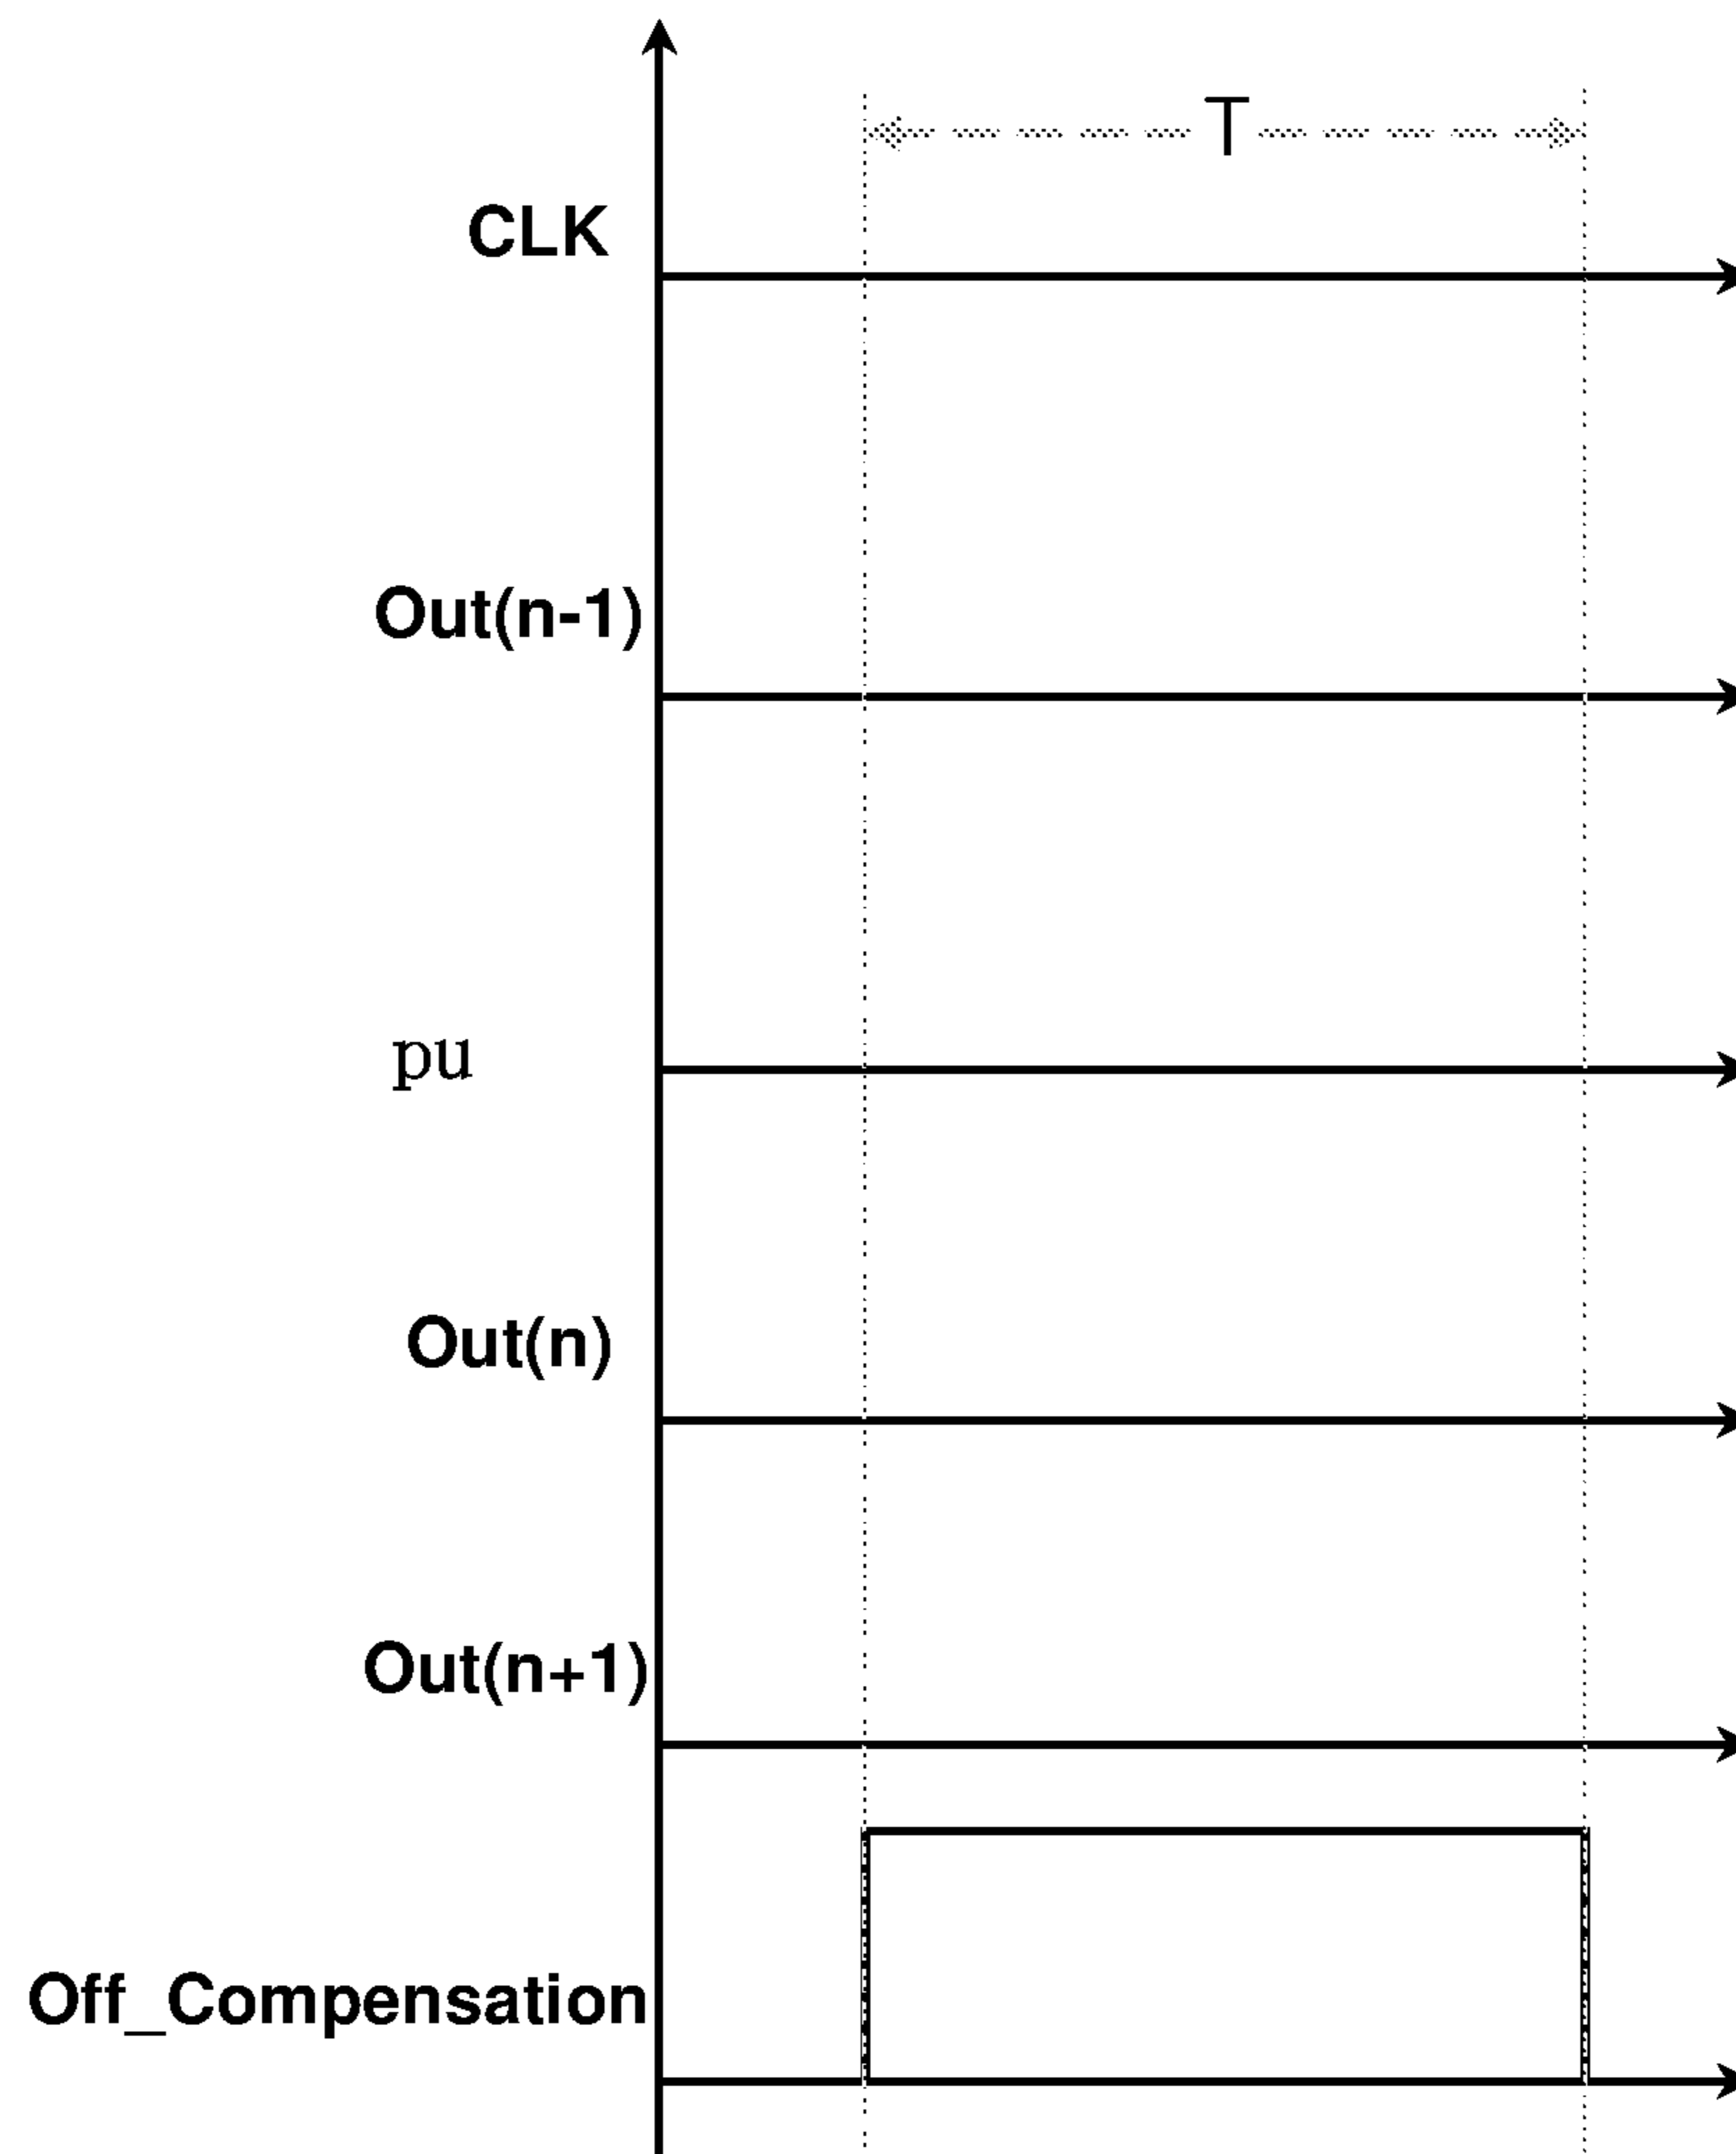 T
CLK
Out(n-1)
pu
Out(n)
Out(n+1)
Off_Compensation